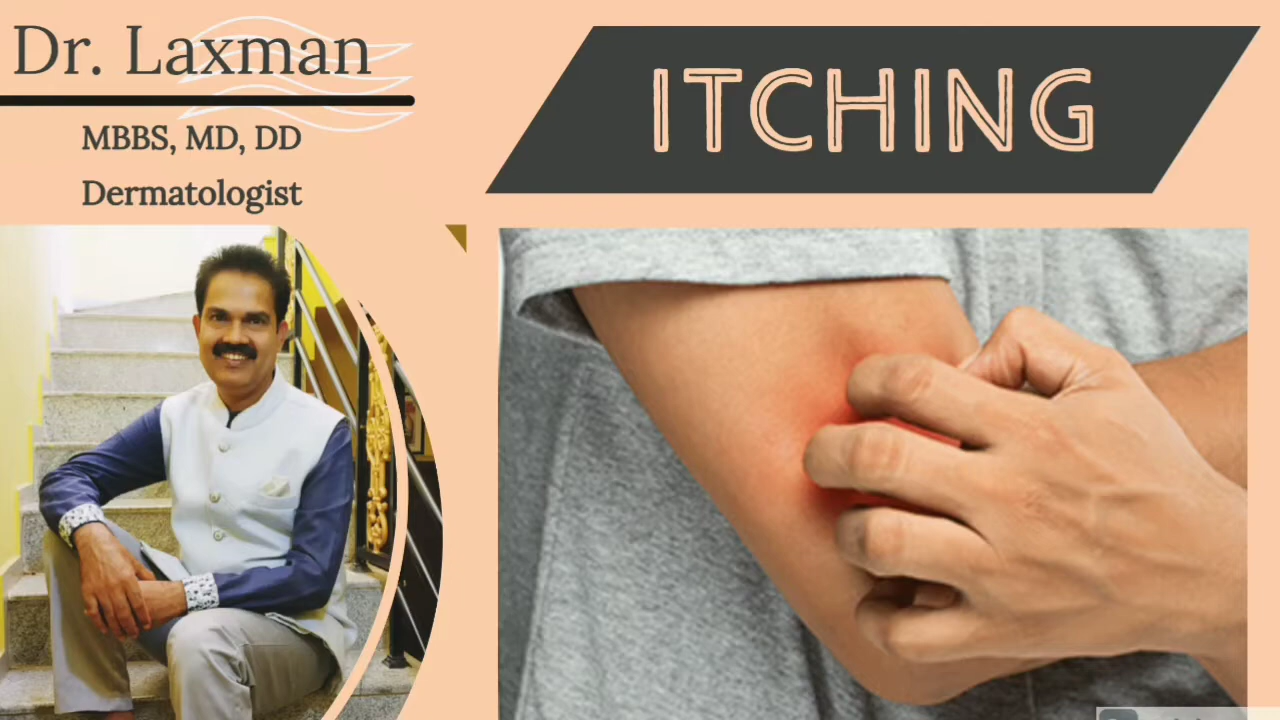 Dr. Laxman
MBBS, MD, DD
Dermatologist
ITCHING